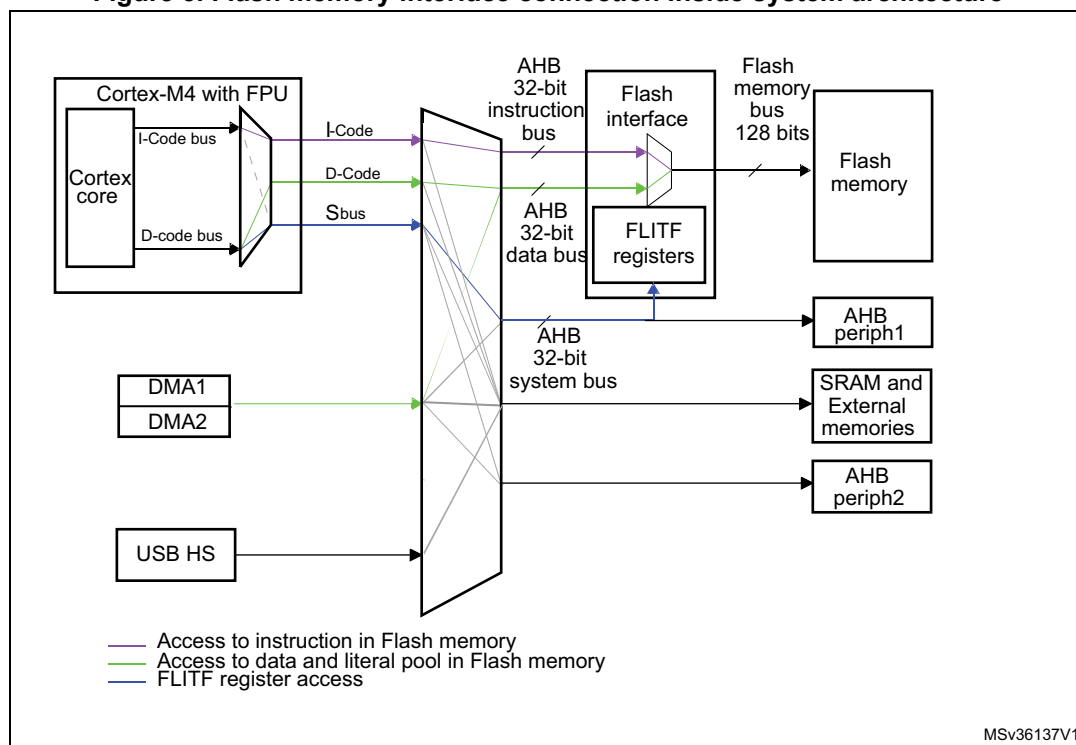 Figure 3. Flash memory interface connection inside system architecture
Cortex-M4 with FPU
Cortex
core
I-Code bus
D-code bus
I-Code
D-Code
S bus
AHB
32-bit
instruction
bus
AHB
32-bit
data bus
AHB
32-bit
system bus
Flash
interface
FLITF
registers
Flash
memory
bus
128 bits
Flash
memory
AHB
periph1
SRAM and
External
memories
AHB
periph2
DMA1
DMA2
USB HS
Access to instruction in Flash memory
Access to data and literal pool in Flash memory
FLITF register access
MSv36137V1